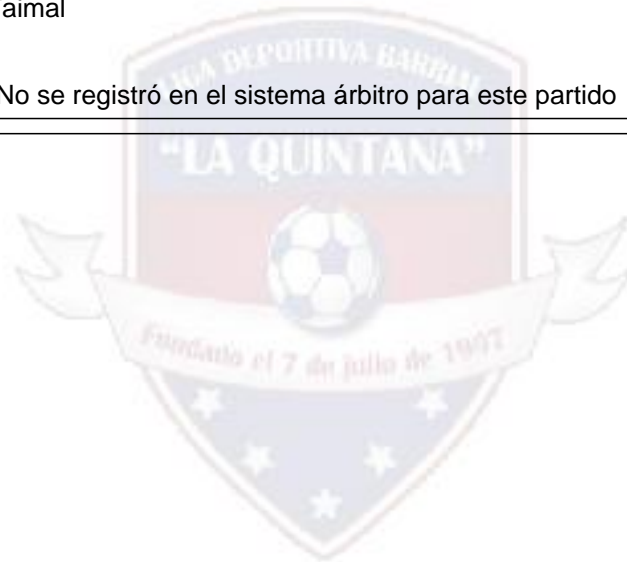 aimal
LIGA DEPORTIVA BARRIAL
No se registró en el sistema árbitro para este partido
"LA QUINTANA"
Fundado el 7 de julio de